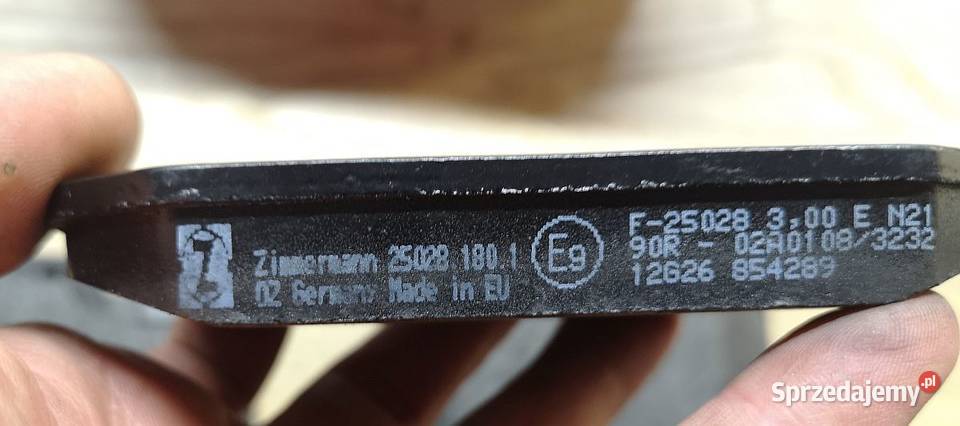 Zimmermann 25028 180 1
OZ Germany Made in EU
E9
F-25028 3,00 E N21
90R - 02A0108/3232
12G26 854289
Sprzedajemy.pl